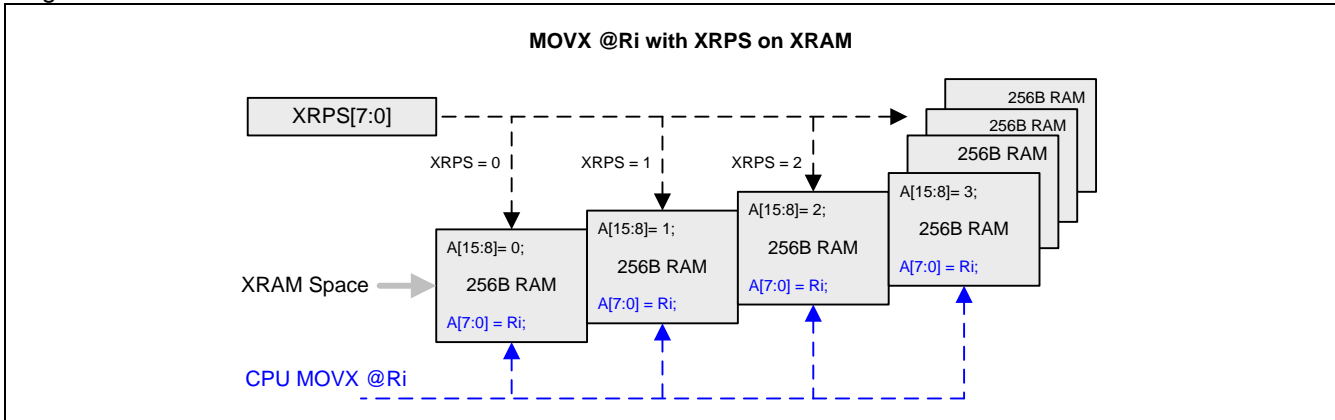 MOVX @Ri with XRPS on XRAM
XRPS[7:0]
XRPS = 0
XRPS = 1
XRPS = 2
256B RAM
256B RAM
256B RAM
A[15:8]= 0;
256B RAM
A[7:0] = Ri;
A[15:8]= 1;
256B RAM
A[7:0] = Ri;
A[15:8]= 2;
256B RAM
A[7:0] = Ri;
A[15:8]= 3;
256B RAM
A[7:0] = Ri;
XRAM Space
CPU MOVX @Ri